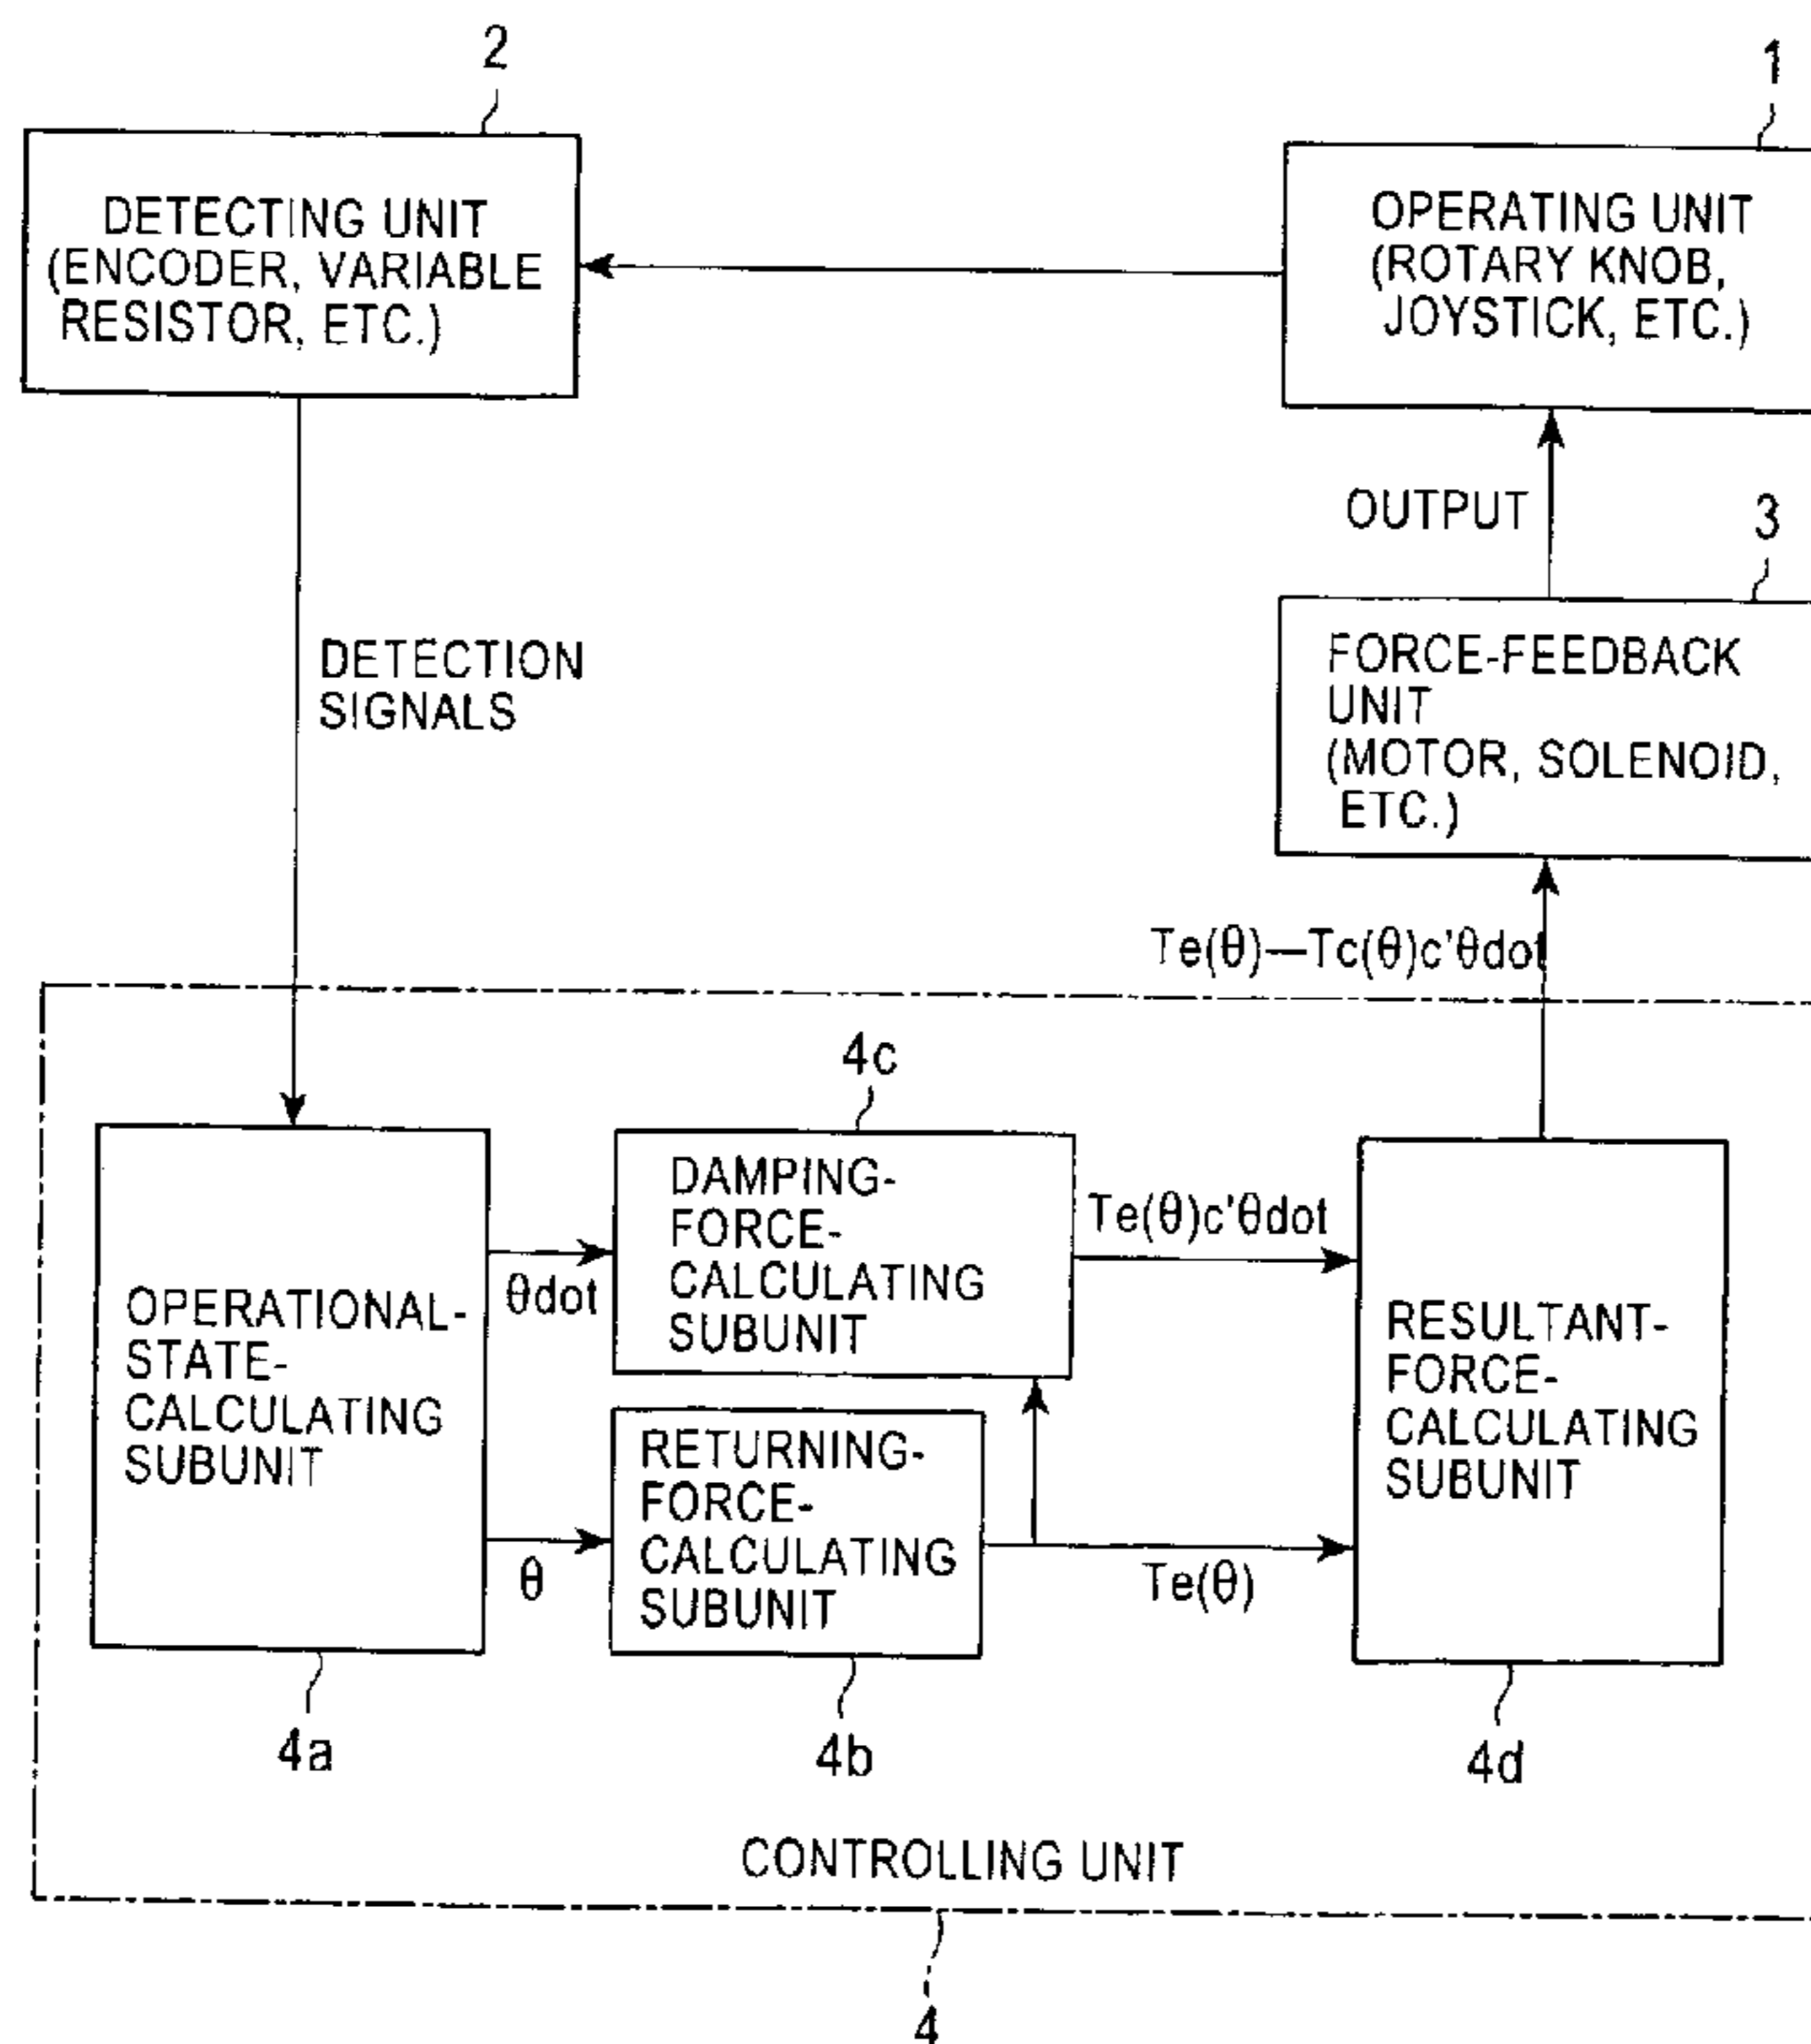 2
DETECTING UNIT
(ENCODER, VARIABLE
RESISTOR, ETC.)
1
OPERATING UNIT
(ROTARY KNOB,
JOYSTICK, ETC.)
OUTPUT
3
FORCE-FEEDBACK
UNIT
(MOTOR, SOLENOID,
ETC.)
DETECTION
SIGNALS
Te(θ)—Tc(θ)c'θdot
4c
DAMPING-
FORCE-
CALCULATING
SUBUNIT
Te(θ)c'θdot
OPERATIONAL-
STATE-
CALCULATING
SUBUNIT
θdot
θ
RETURNING-
FORCE-
CALCULATING
SUBUNIT
Te(θ)
RESULTANT-
FORCE-
CALCULATING
SUBUNIT
4a
4b
4d
CONTROLLING UNIT
4